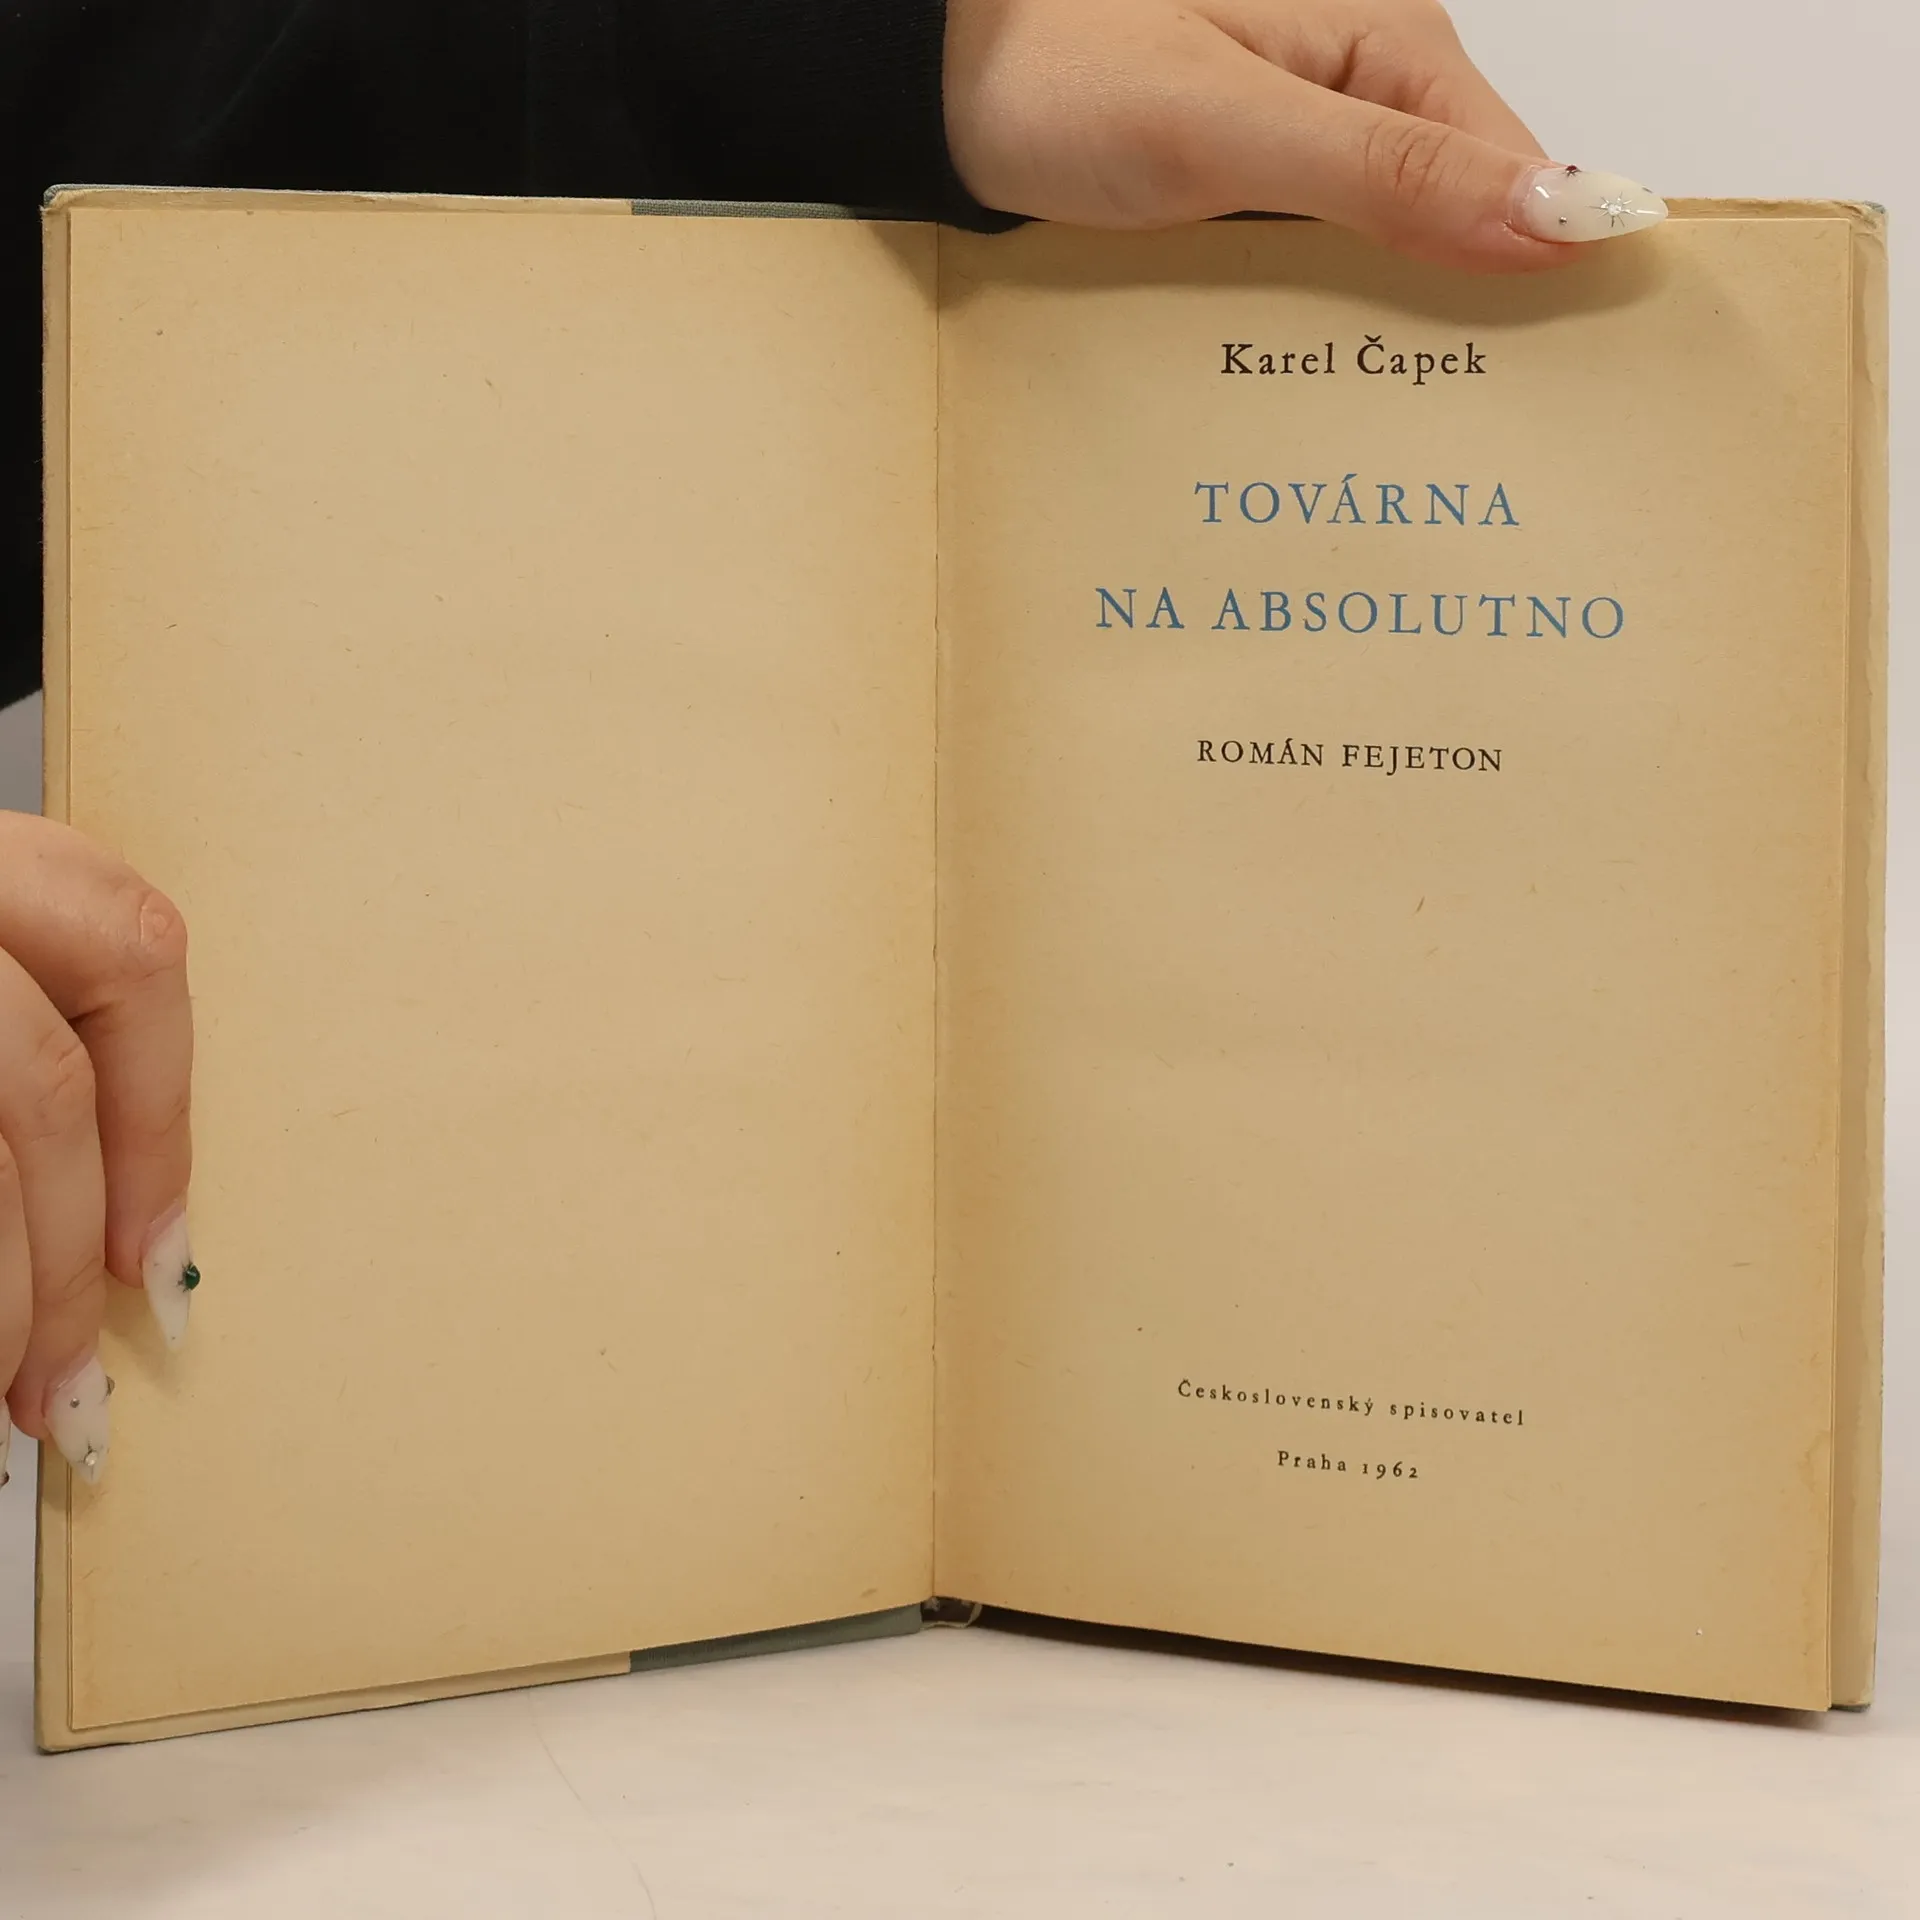 Karel Čapek
TOVÁRNA
NA ABSOLUTNO
ROMÁN FEJETON
Československý spisovatel
Praha 1962